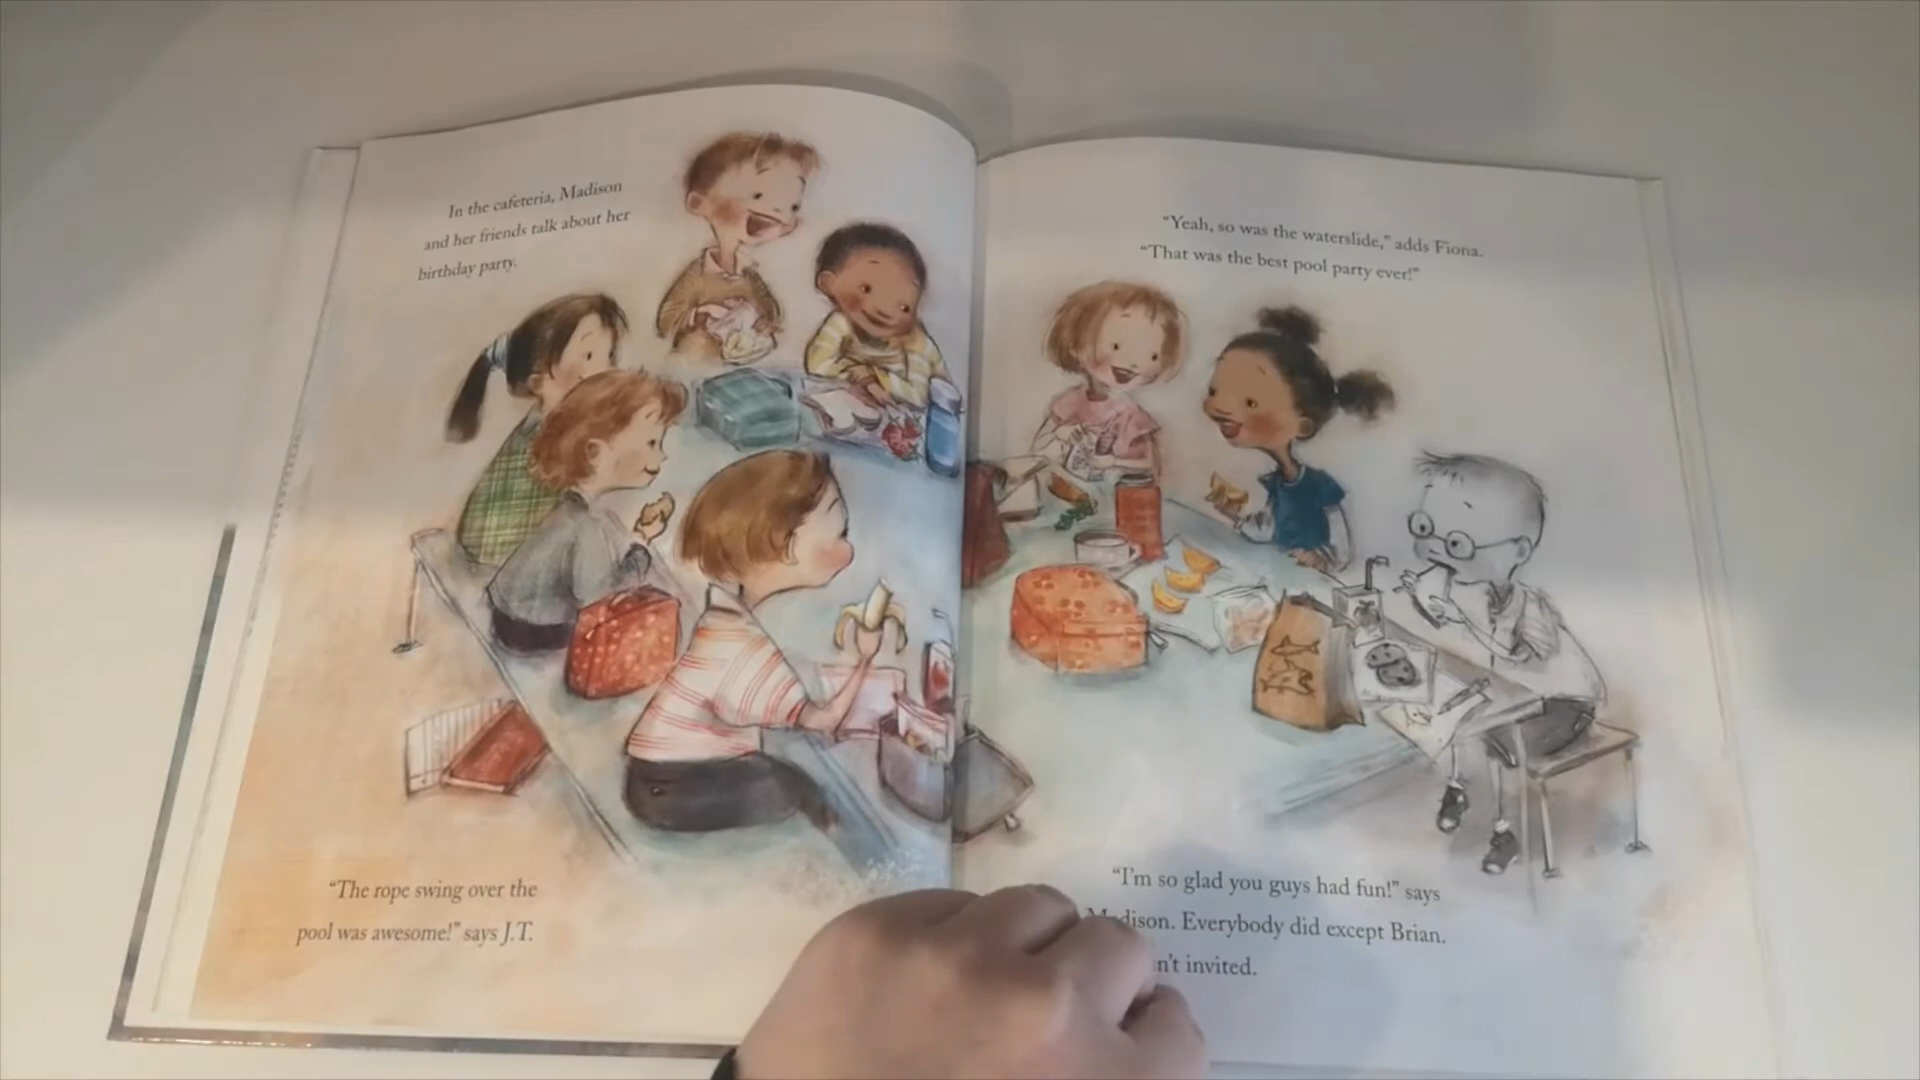 In the cafeteria, Madison
and her friends talk about her
birthday party.
"The rope swing over the
pool was awesome!" says J.T.
"Yeah, so was the waterslide," adds Fiona.
"That was the best pool party ever!"
"I'm so glad you guys had fun!" says
Madison. Everybody did except Brian.
n't invited.